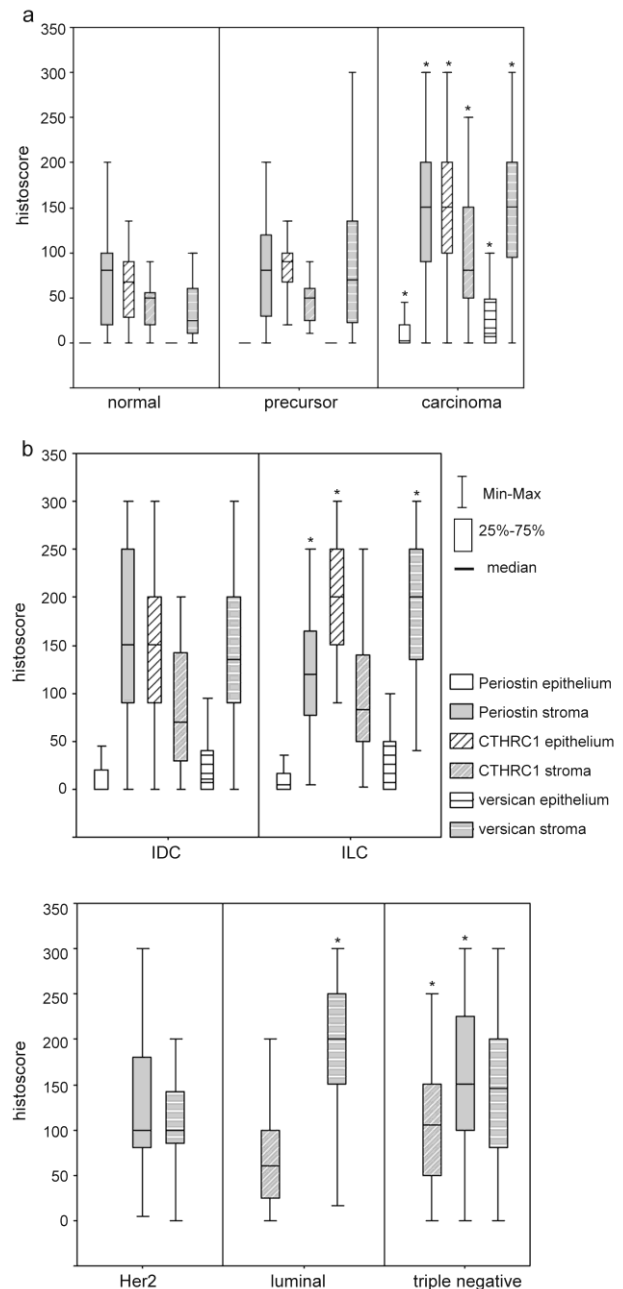 a
350
300
250
200
150
100
50
0
histoscore
* * * * * *
normal precursor carcinoma
b
350
300
250
200
150
100
50
0
histoscore
* * *
IDC ILC
Min-Max
25%-75%
median
Periostin epithelium
Periostin stroma
CTHRC1 epithelium
CTHRC1 stroma
versican epithelium
versican stroma
350
300
250
200
150
100
50
0
histoscore
* * *
Her2 luminal triple negative